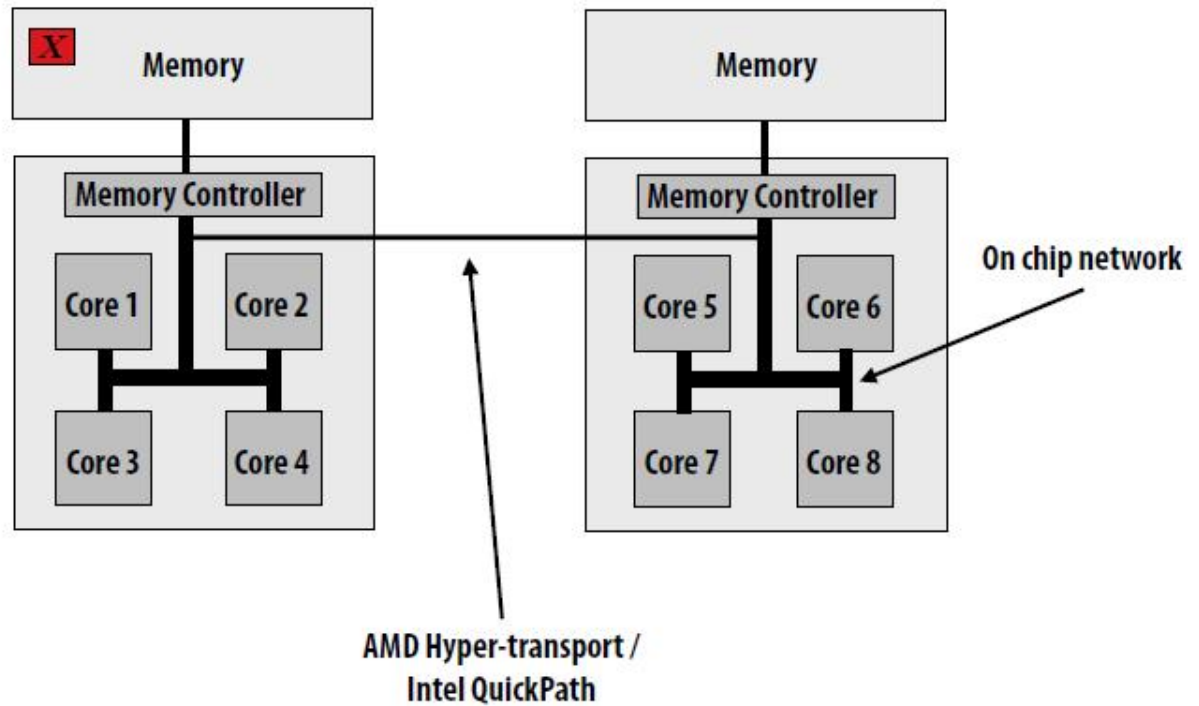 X
Memory
Memory
Memory Controller
Memory Controller
On chip network
Core 1
Core 2
Core 5
Core 6
Core 3
Core 4
Core 7
Core 8
AMD Hyper-transport /
Intel QuickPath